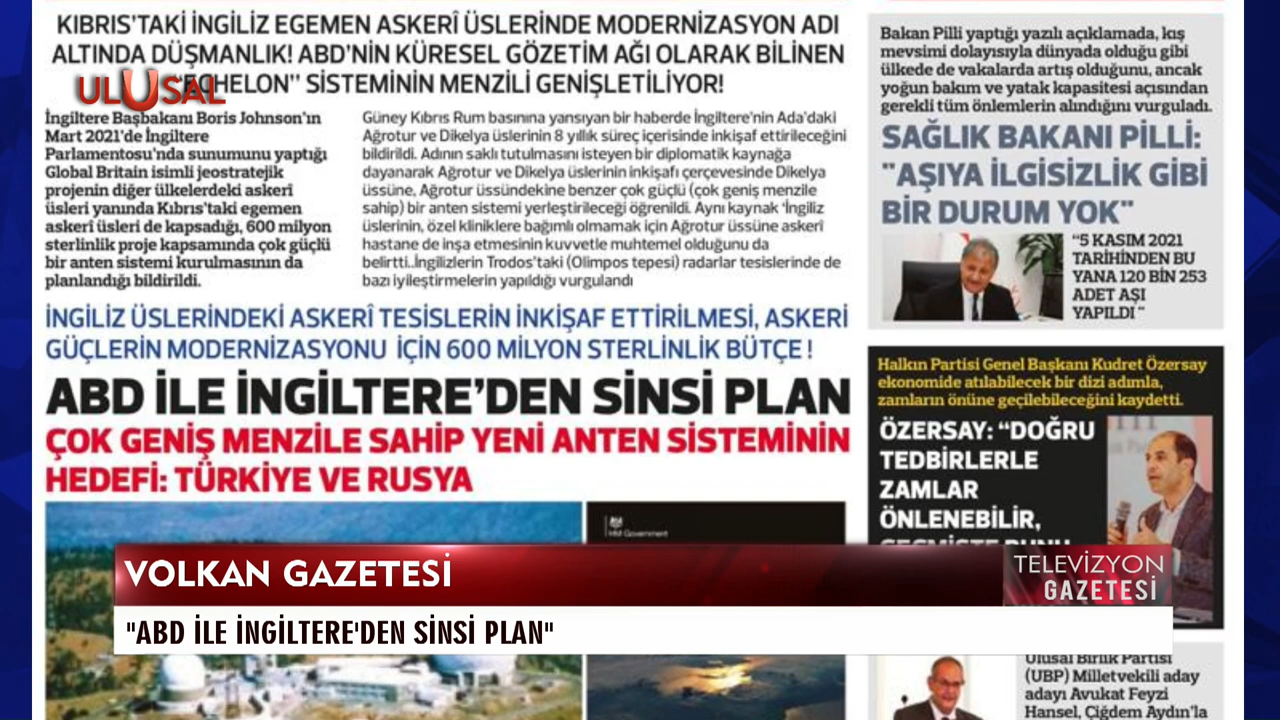 KIBRIS'TAKİ İNGİLİZ EGEMEN ASKERÎ ÜSLERİNDE MODERNİZASYON ADI
ALTINDA DÜŞMANLIK! ABD'NİN KÜRESEL GÖZETİM AĞI OLARAK BİLİNEN
ECHELON" SİSTEMİNİN MENZİLİ GENİŞLETİLİYOR!
ULUSAL
İngiltere Başbakanı Boris Johnson'ın
Mart 2021'de İngiltere
Parlamentosu'nda sunumunu yaptığı
Global Britain isimli jeostratejik
projenin diğer ülkelerdeki askerî
üsleri yanında Kıbrıs'taki egemen
askerî üsleri de kapsadığı, 600 milyon
sterlinlik proje kapsamında çok güçlü
bir anten sistemi kurulmasının da
planlandığı bildirildi.
Güney Kıbrıs Rum basınına yansıyan bir haberde İngiltere'nin Ada'daki
Ağrotur ve Dikelya üslerinin 8 yıllık süreç içerisinde inkişaf ettirileceğini
bildirildi. Adının saklı tutulmasını isteyen bir diplomatik kaynağa
dayanarak Ağrotur ve Dikelya üslerinin inkişafı çerçevesinde Dikelya
üssüne, Ağrotur üssündekine benzer çok güçlü (çok geniş menzile
sahip) bir anten sistemi yerleştirileceği öğrenildi. Aynı kaynak 'İngiliz
üslerinin, özel kliniklere bağımlı olmamak için Ağrotur üssüne askerî
hastane de inşa etmesinin kuvvetle muhtemel olduğunu da
belirtti..İngilizlerin Trodos'taki (Olimpos tepesi) radarlar tesislerinde de
bazı iyileştirmelerin yapıldığı vurgulandı
İNGİLİZ ÜSLERİNDEKİ ASKERÎ TESİSLERİN İNKİŞAF ETTİRİLMESİ, ASKERİ
GÜÇLERİN MODERNİZASYONU İÇİN 600 MİLYON STERLİNLİK BÜTÇE !
ABD İLE İNGİLTERE'DEN SİNSİ PLAN
ÇOK GENİŞ MENZİLE SAHİP YENİ ANTEN SİSTEMİNİN
HEDEFİ: TÜRKİYE VE RUSYA
HM Government
Bakan Pilli yaptığı yazılı açıklamada, kış
mevsimi dolayısıyla dünyada olduğu gibi
ülkede de vakalarda artış olduğunu, ancak
yoğun bakım ve yatak kapasitesi açısından
gerekli tüm önlemlerin alındığını vurguladı.
SAĞLIK BAKANI PİLLİ:
"AŞIYA İLGİSİZLİK GİBİ
BİR DURUM YOK"
"5 KASIM 2021
TARİHİNDEN BU
YANA 120 BİN 253
ADET AŞI
YAPILDI "
Halkın Partisi Genel Başkanı Kudret Özersay
ekonomide atılabilecek bir dizi adımla,
zamların önüne geçilebileceğini kaydetti.
ÖZERSAY: "DOĞRU
TEDBİRLERLE
ZAMLAR
ÖNLENEBİLİR,
GEÇMİŞTE BUNU
Ulusal Birlik Partisi
(UBP) Milletvekili aday
adayı Avukat Feyzi
Hansel, Çiğdem Aydın'la
VOLKAN GAZETESİ
TELEVİZYON
GAZETESİ
"ABD İLE İNGİLTERE'DEN SİNSİ PLAN"